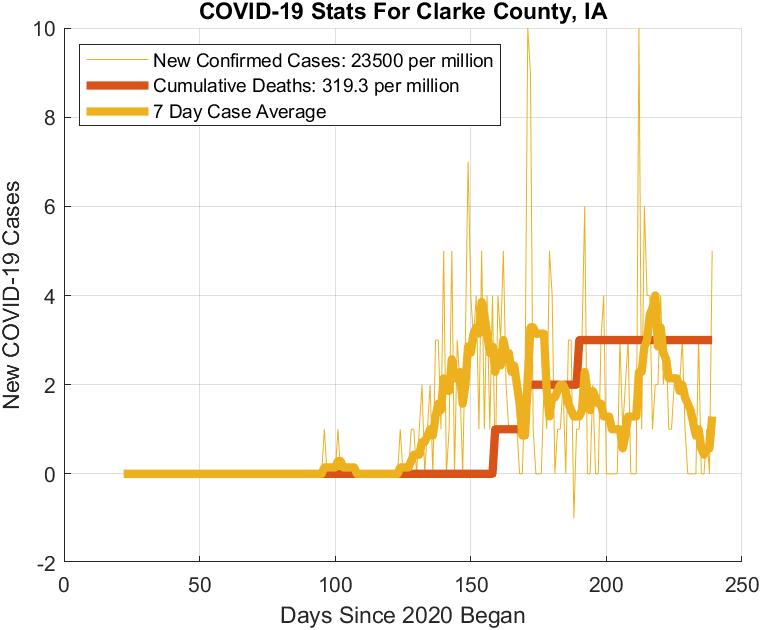 COVID-19 Stats For Clarke County, IA
New Confirmed Cases: 23500 per million
Cumulative Deaths: 319.3 per million
7 Day Case Average
New COVID-19 Cases
10
8
6
4
2
0
-2
0 50 100 150 200 250
Days Since 2020 Began